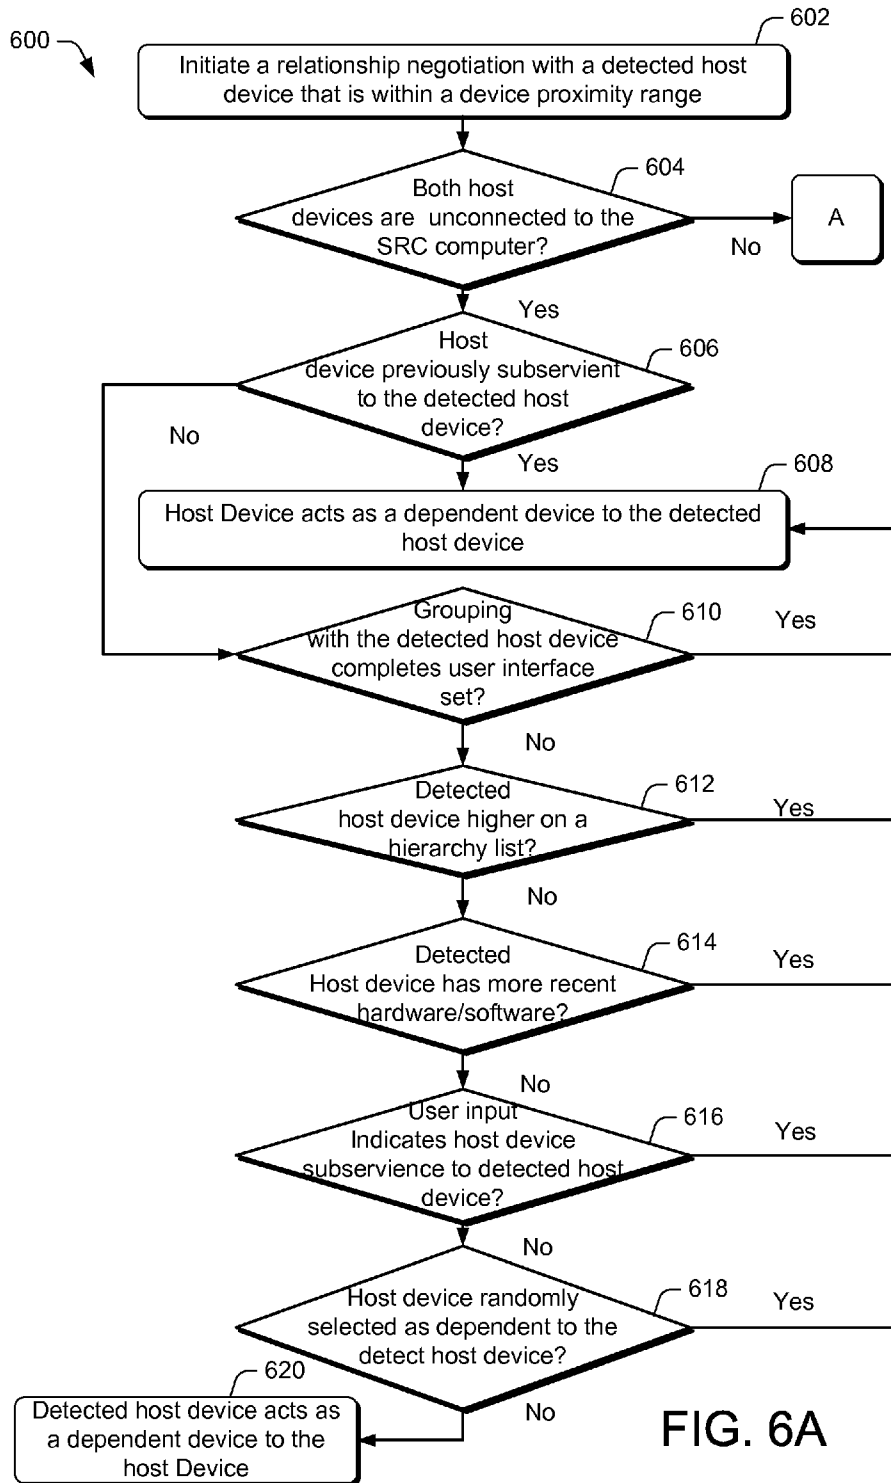 600
602
Initiate a relationship negotiation with a detected host
device that is within a device proximity range
604
Both host
devices are unconnected to the
SRC computer?
A
No
Yes
606
Host
device previously subservient
to the detected host
device?
No
Yes
608
Host Device acts as a dependent device to the detected
host device
610
Grouping
with the detected host device
completes user interface
set?
Yes
No
612
Detected
host device higher on a
hierarchy list?
Yes
No
614
Detected
Host device has more recent
hardware/software?
Yes
No
616
User input
Indicates host device
subservience to detected host
device?
Yes
No
618
Host device randomly
selected as dependent to the
detect host device?
Yes
No
620
Detected host device acts as
a dependent device to the
host Device
FIG. 6A